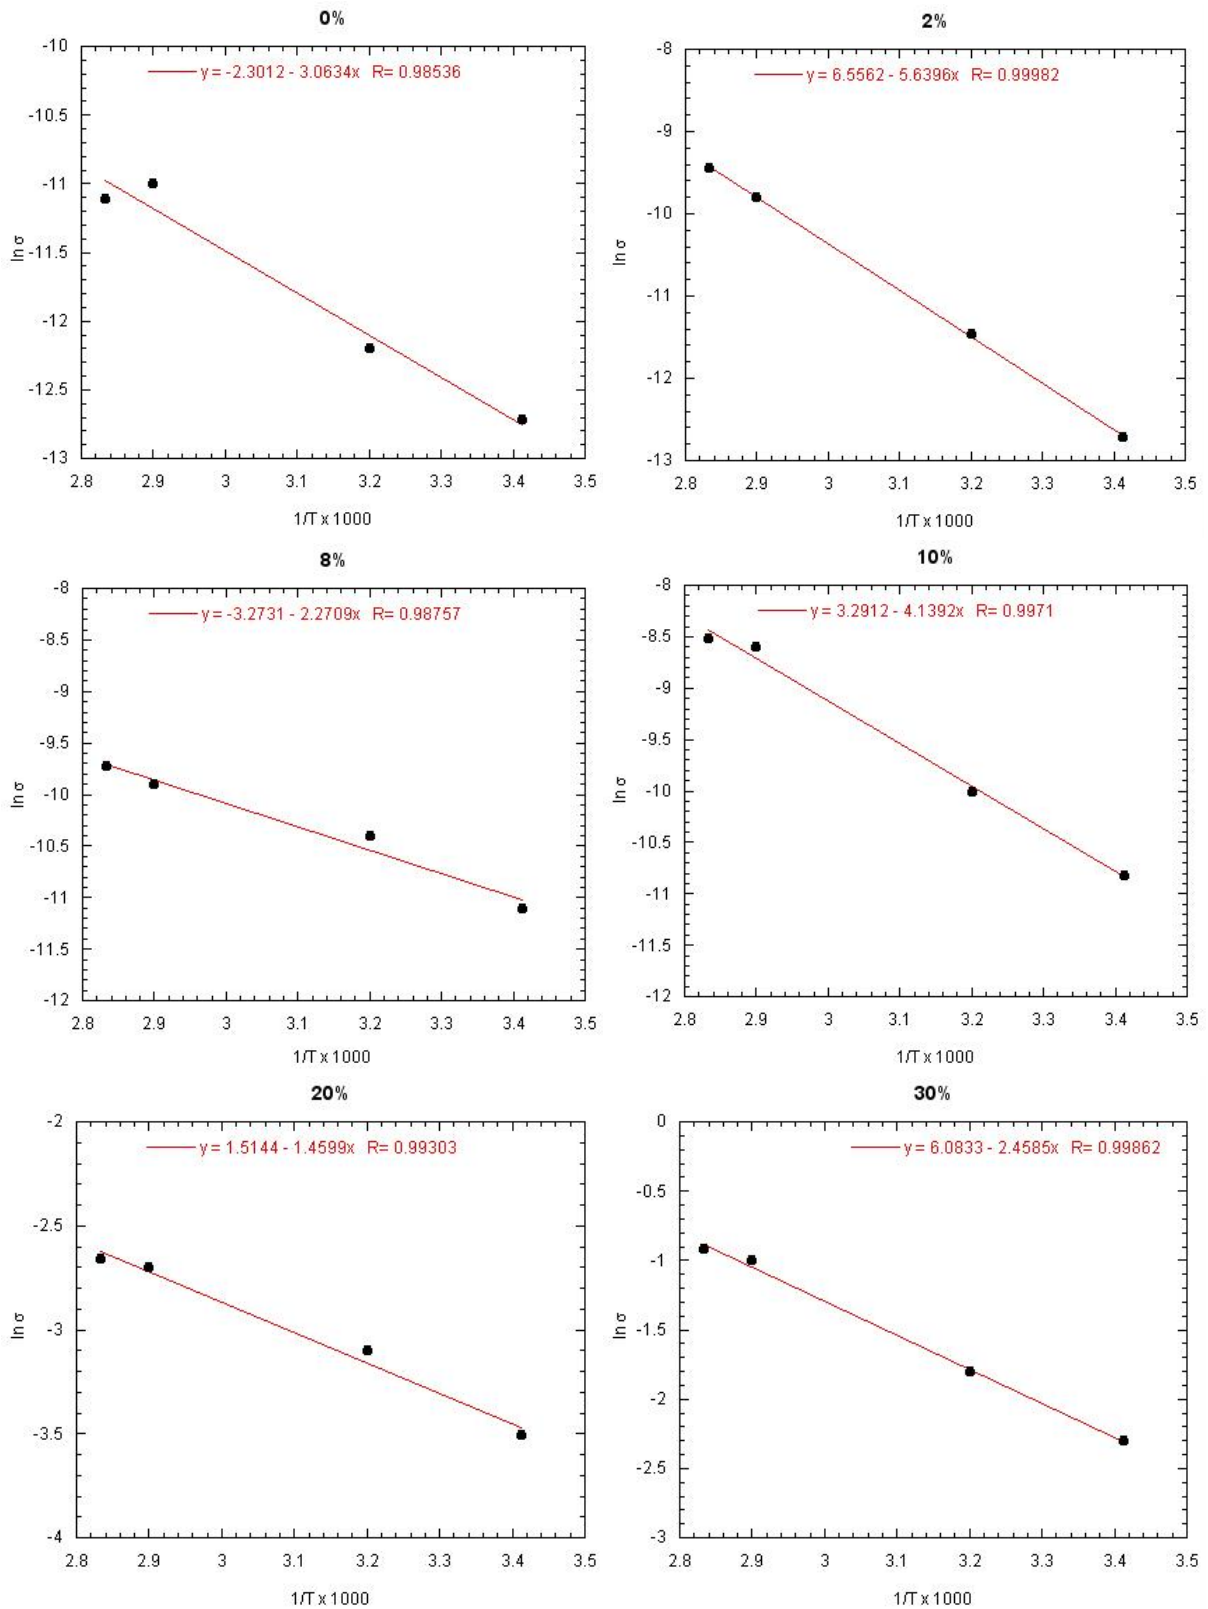 0%
y = -2.3012 - 3.0634x R= 0.98536
-10
-10.5
-11
-11.5
-12
-12.5
-13
ln σ
2.8 2.9 3 3.1 3.2 3.3 3.4 3.5
1/T x 1000
2%
y = 6.5562 - 5.6396x R= 0.99982
-8
-9
-10
-11
-12
-13
ln σ
2.8 2.9 3 3.1 3.2 3.3 3.4 3.5
1/T x 1000
8%
y = -3.2731 - 2.2709x R= 0.98757
-8
-8.5
-9
-9.5
-10
-10.5
-11
-11.5
-12
ln σ
2.8 2.9 3 3.1 3.2 3.3 3.4 3.5
1/T x 1000
10%
y = 3.2912 - 4.1392x R= 0.9971
-8
-8.5
-9
-9.5
-10
-10.5
-11
-11.5
-12
ln σ
2.8 2.9 3 3.1 3.2 3.3 3.4 3.5
1/T x 1000
20%
y = 1.5144 - 1.4599x R= 0.99303
-2
-2.5
-3
-3.5
-4
ln σ
2.8 2.9 3 3.1 3.2 3.3 3.4 3.5
1/T x 1000
30%
y = 6.0833 - 2.4585x R= 0.99862
0
-0.5
-1
-1.5
-2
-2.5
-3
ln σ
2.8 2.9 3 3.1 3.2 3.3 3.4 3.5
1/T x 1000